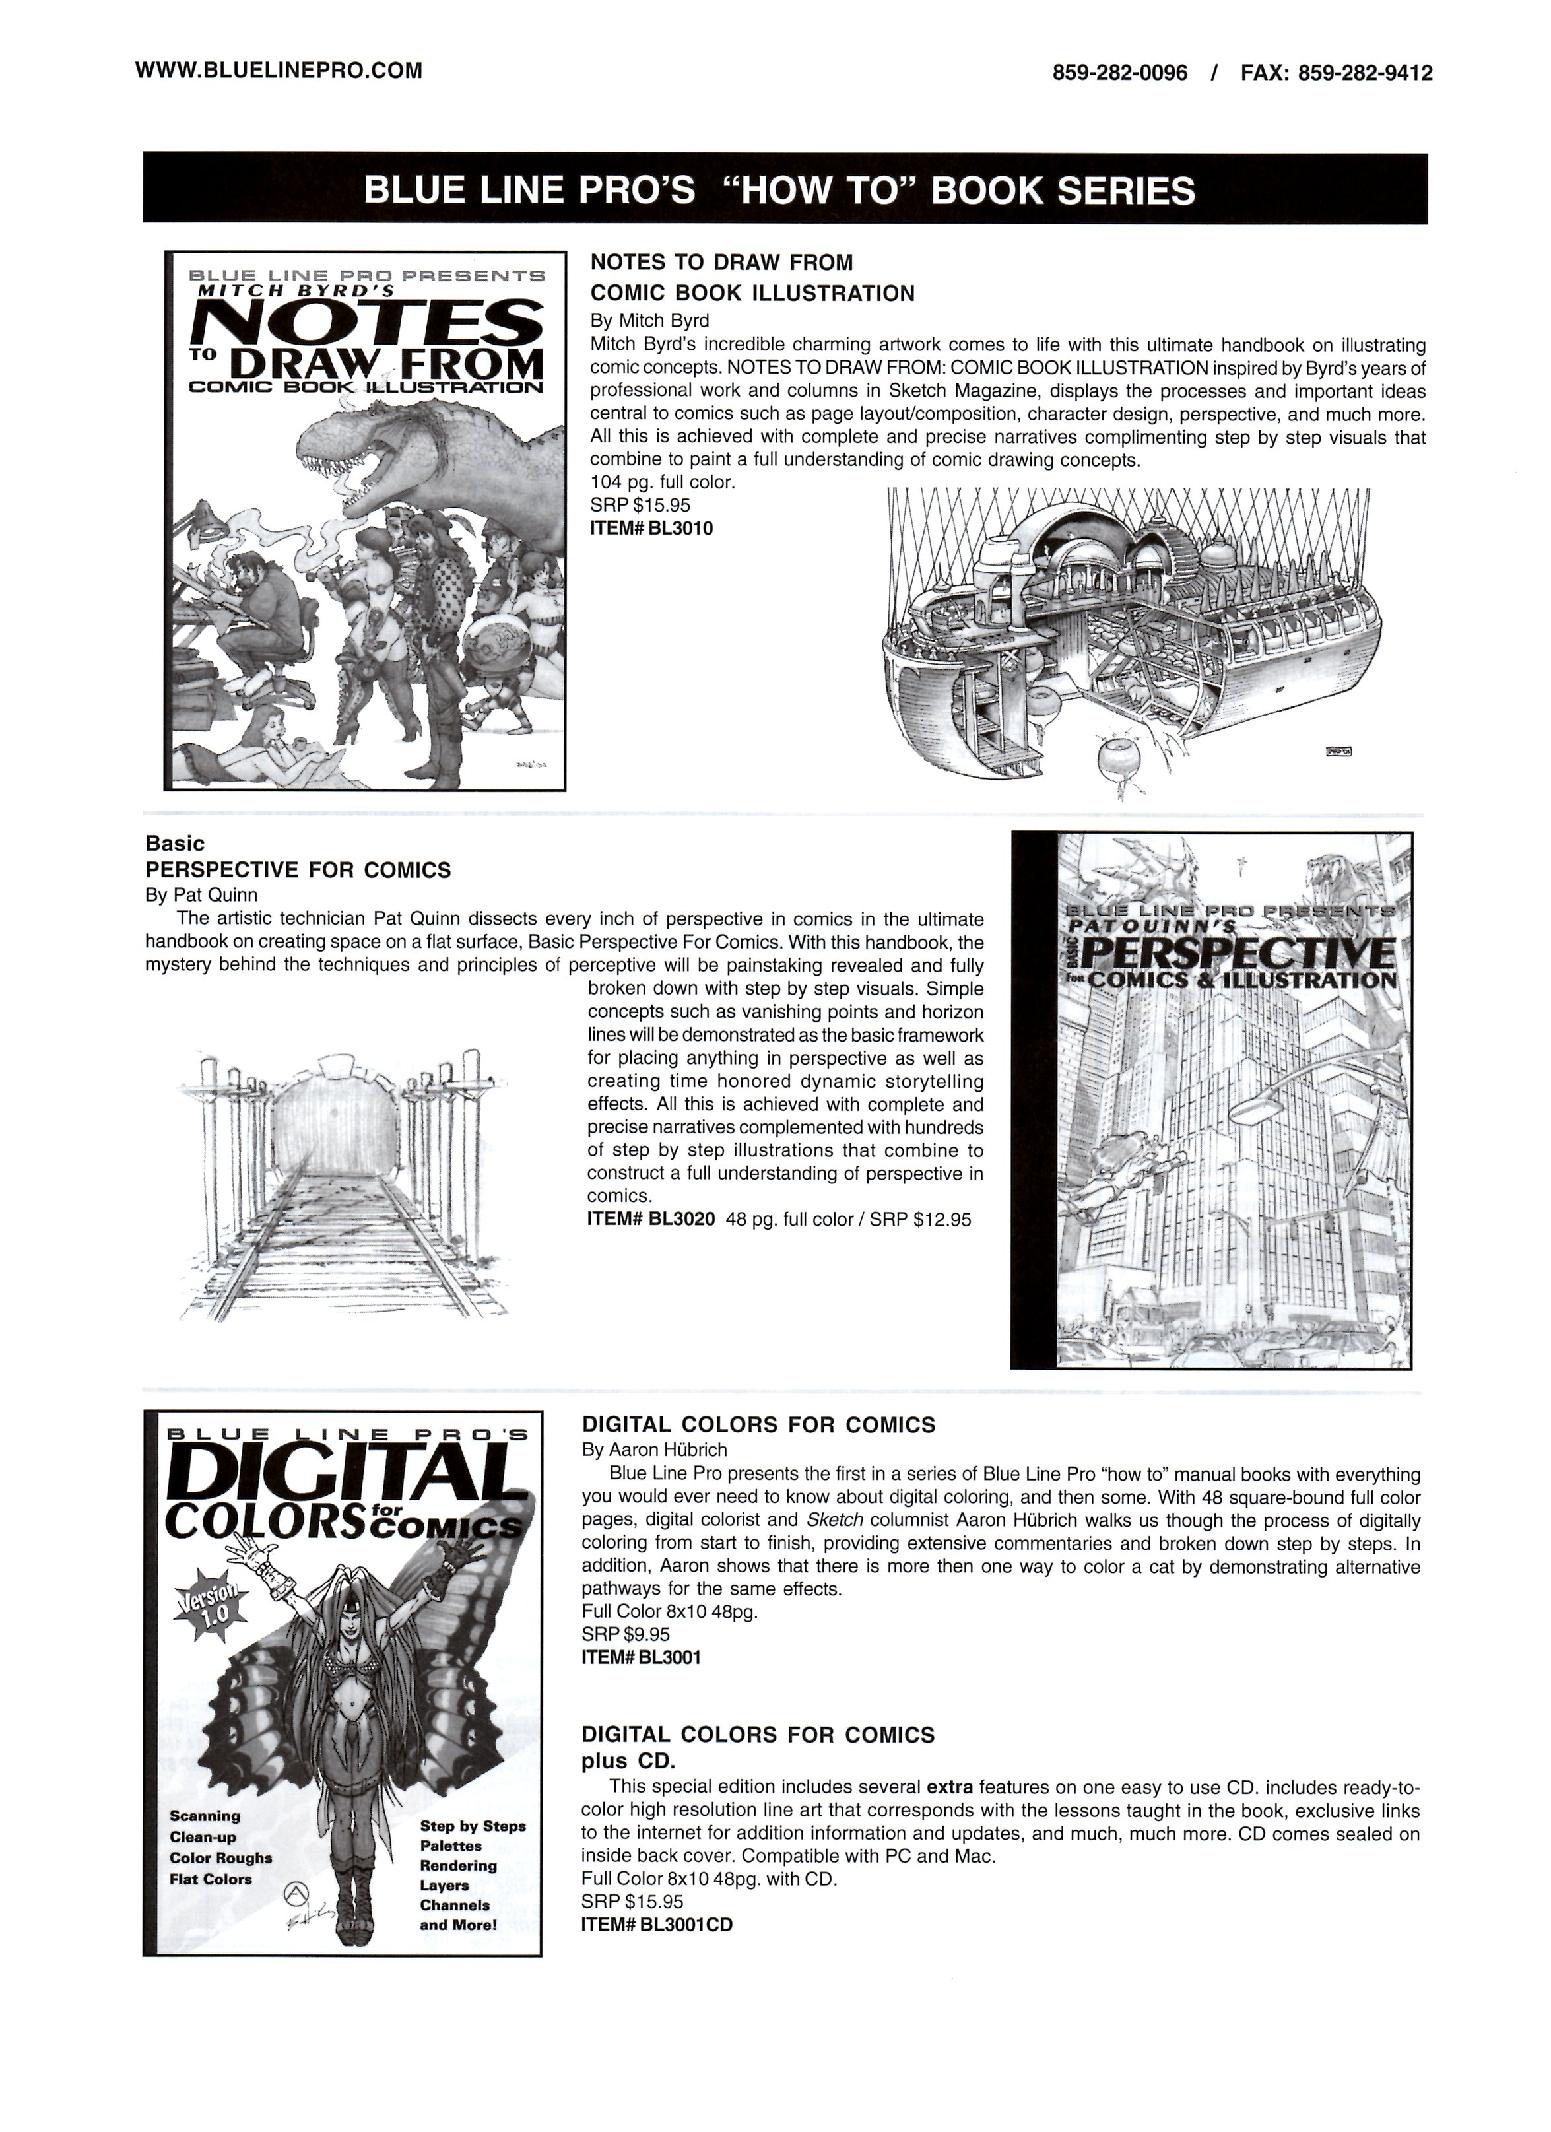 WWW.BLUELINEPRO.COM
859-282-0096 / FAX: 859-282-9412
BLUE LINE PRO'S “HOW TO” BOOK SERIES
BLUE LINE PRO PRESENTS
MITCH BYRD'S
NOTES
TO DRAW FROM
COMIC BOOK ILLUSTRATION
NOTES TO DRAW FROM
COMIC BOOK ILLUSTRATION
By Mitch Byrd
Mitch Byrd's incredible charming artwork comes to life with this ultimate handbook on illustrating
comic concepts. NOTES TO DRAW FROM: COMIC BOOK ILLUSTRATION inspired by Byrd's years of
professional work and columns in Sketch Magazine, displays the processes and important ideas
central to comics such as page layout/composition, character design, perspective, and much more.
All this is achieved with complete and precise narratives complimenting step by step visuals that
combine to paint a full understanding of comic drawing concepts.
104 pg. full color.
SRP $15.95
ITEM# BL3010
Basic
PERSPECTIVE FOR COMICS
By Pat Quinn
The artistic technician Pat Quinn dissects every inch of perspective in comics in the ultimate
handbook on creating space on a flat surface, Basic Perspective For Comics. With this handbook, the
mystery behind the techniques and principles of perceptive will be painstaking revealed and fully
broken down with step by step visuals. Simple
concepts such as vanishing points and horizon
lines will be demonstrated as the basic framework
for placing anything in perspective as well as
creating time honored dynamic storytelling
effects. All this is achieved with complete and
precise narratives complemented with hundreds
of step by step illustrations that combine to
construct a full understanding of perspective in
comics.
ITEM# BL3020 48 pg. full color / SRP $12.95
BLUE LINE PRO PRESENTS
PAT QUINN'S
BASIC PERSPECTIVE
for COMICS & ILLUSTRATION
BLUE LINE PRO'S
DIGITAL
COLORS for COMICS
Version
1.0
Scanning
Clean-up
Color Roughs
Flat Colors
Step by Steps
Palettes
Rendering
Layers
Channels
and More!
DIGITAL COLORS FOR COMICS
By Aaron Hübrich
Blue Line Pro presents the first in a series of Blue Line Pro “how to” manual books with everything
you would ever need to know about digital coloring, and then some. With 48 square-bound full color
pages, digital colorist and Sketch columnist Aaron Hübrich walks us though the process of digitally
coloring from start to finish, providing extensive commentaries and broken down step by steps. In
addition, Aaron shows that there is more then one way to color a cat by demonstrating alternative
pathways for the same effects.
Full Color 8x10 48pg.
SRP $9.95
ITEM# BL3001
DIGITAL COLORS FOR COMICS
plus CD.
This special edition includes several extra features on one easy to use CD. includes ready-to-
color high resolution line art that corresponds with the lessons taught in the book, exclusive links
to the internet for addition information and updates, and much, much more. CD comes sealed on
inside back cover. Compatible with PC and Mac.
Full Color 8x10 48pg. with CD.
SRP $15.95
ITEM# BL3001CD